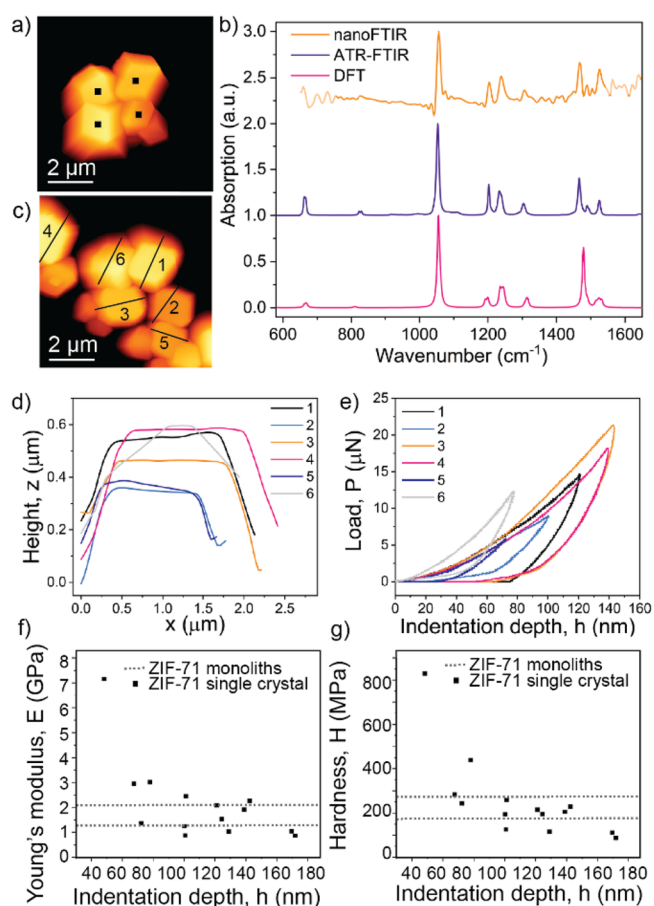 a)
2 µm
b)
nanoFTIR
ATR-FTIR
DFT
3.0
2.5
2.0
1.5
1.0
0.5
0.0
Absorption (a.u.)
600 800 1000 1200 1400 1600
Wavenumber (cm⁻¹)
c)
4
6
1
3
2
5
2 µm
d)
0.6
0.4
0.2
0.0
Height, z (µm)
1
2
3
4
5
6
0.0 0.5 1.0 1.5 2.0 2.5
x (µm)
e)
25
20
15
10
5
0
Load, P (µN)
1
2
3
4
5
6
0 20 40 60 80 100 120 140 160
Indentation depth, h (nm)
f)
8
7
6
5
4
3
2
1
0
Young's modulus, E (GPa)
ZIF-71 monoliths
ZIF-71 single crystal
40 60 80 100 120 140 160 180
Indentation depth, h (nm)
g)
800
600
400
200
0
Hardness, H (MPa)
ZIF-71 monoliths
ZIF-71 single crystal
40 60 80 100 120 140 160 180
Indentation depth, h (nm)